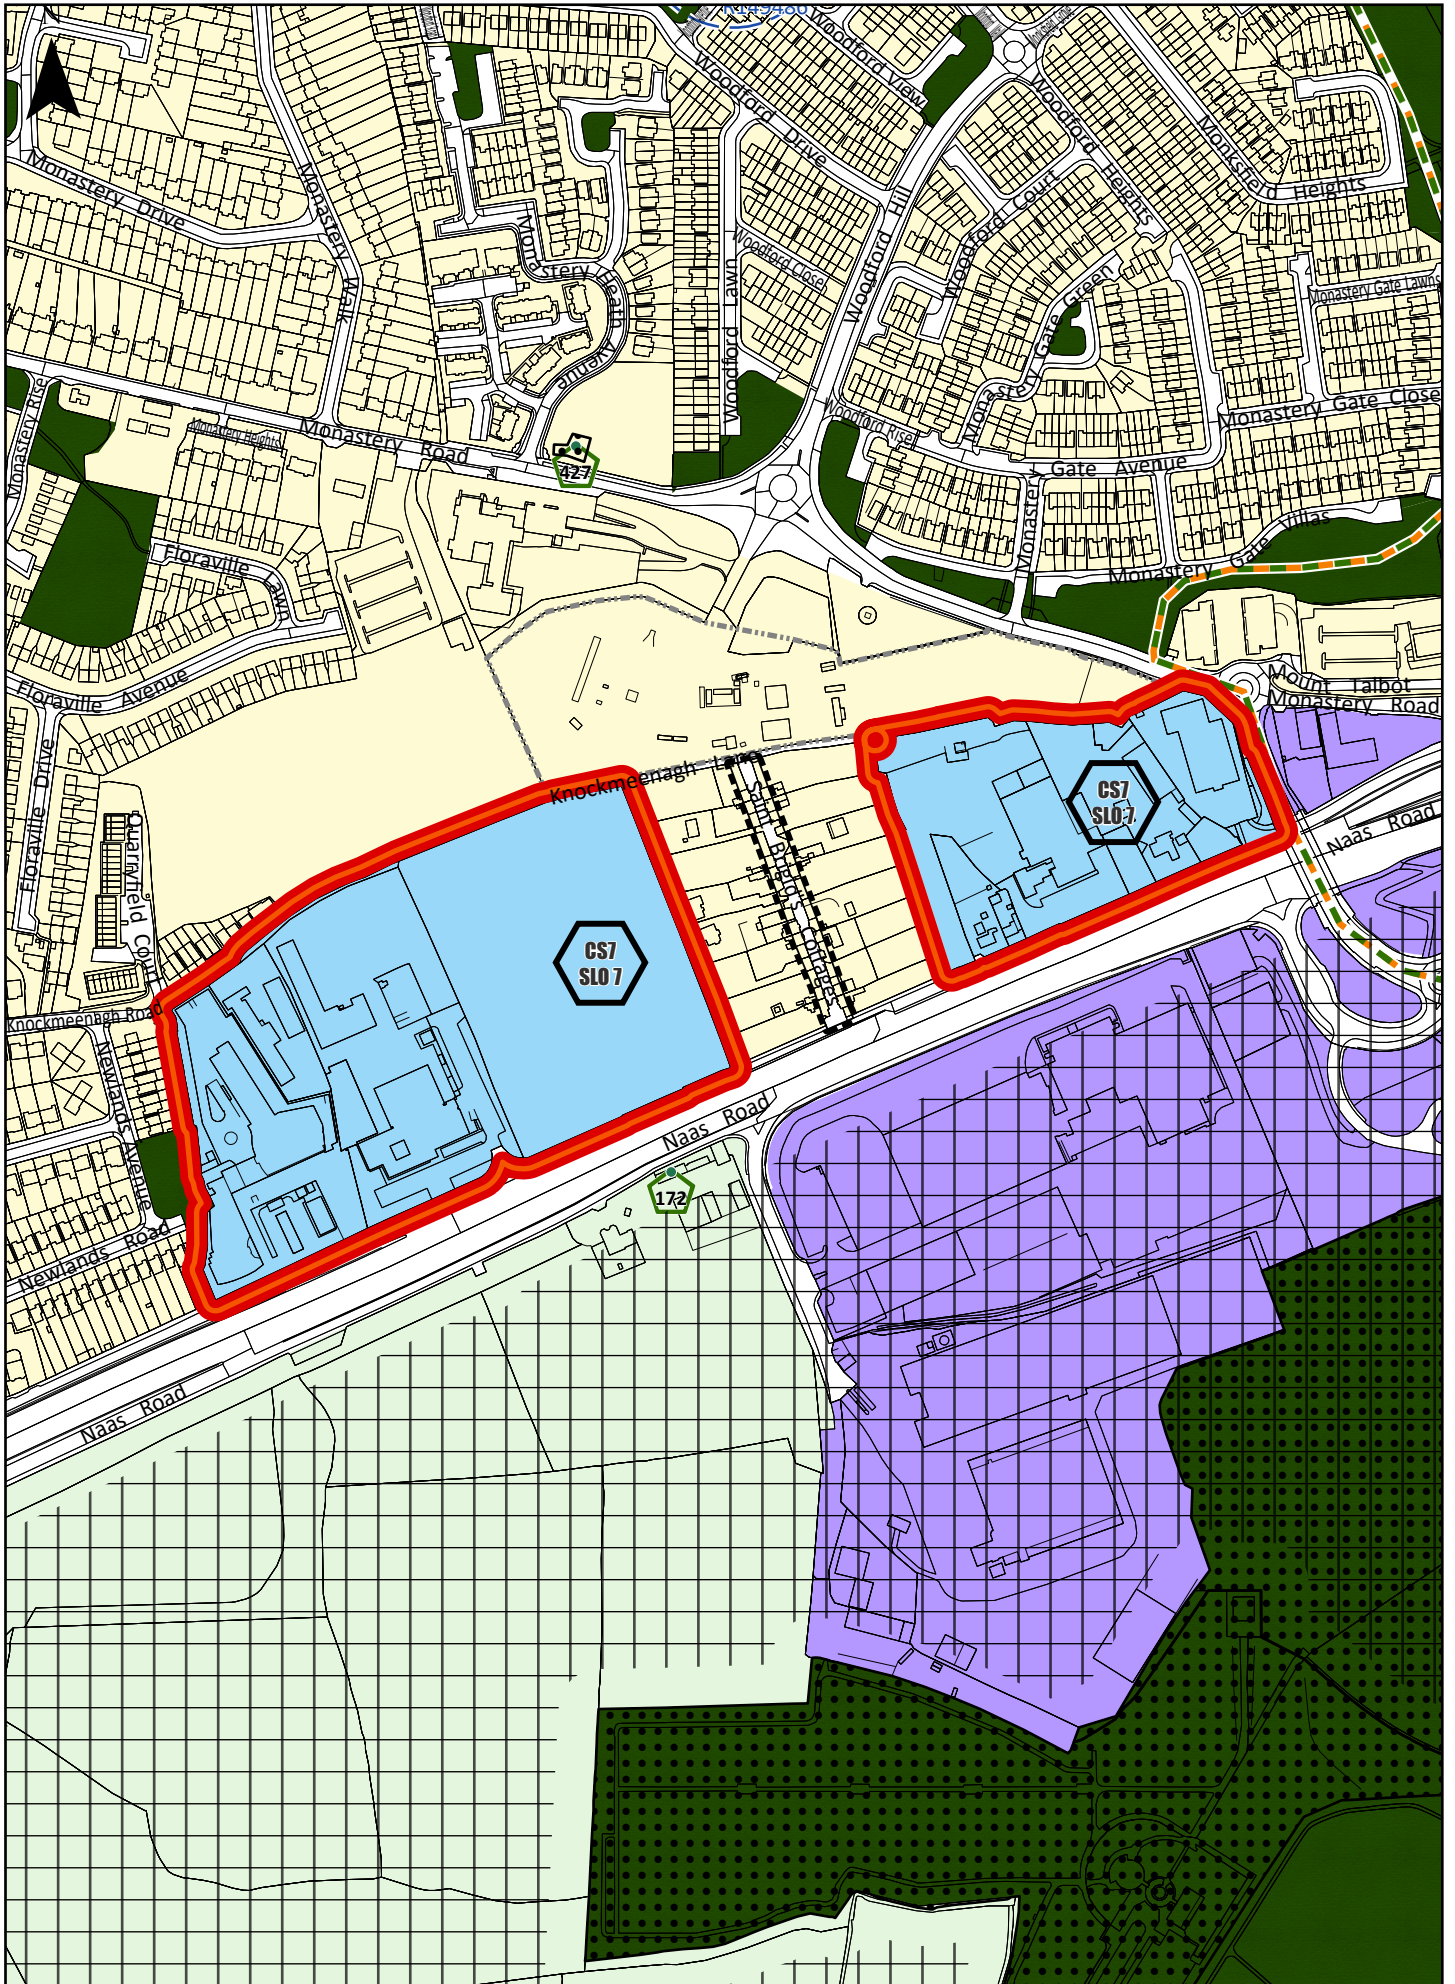 R149486
Woodford View
Woodford Drive
Woodford Heights
Monksfield Heights
Monastery Drive
Monastery Walk
Monastery Heath Avenue
Woodford Close
Woodford Lawn
Woodford Hill
Woodford Court
Monastery Gate Green
Monastery Gate Lawns
Monastery Gate Close
Monastery Rise
Monastery Heights
Monastery Road
427
Woodford Rise
Monastery Gate Avenue
Monastery
Monastery Gate Villas
Floraville Lawn
Floraville Avenue
Floraville Drive
Mount Talbot
Monastery Road
Knockmeenagh Lane
Saint Brigid's Cottages
CS7
SLO 7
Naas Road
Quarryfield Court
CS7
SLO 7
Knockmeenagh Road
Newlands Avenue
Naas Road
172
Newlands Road
Naas Road